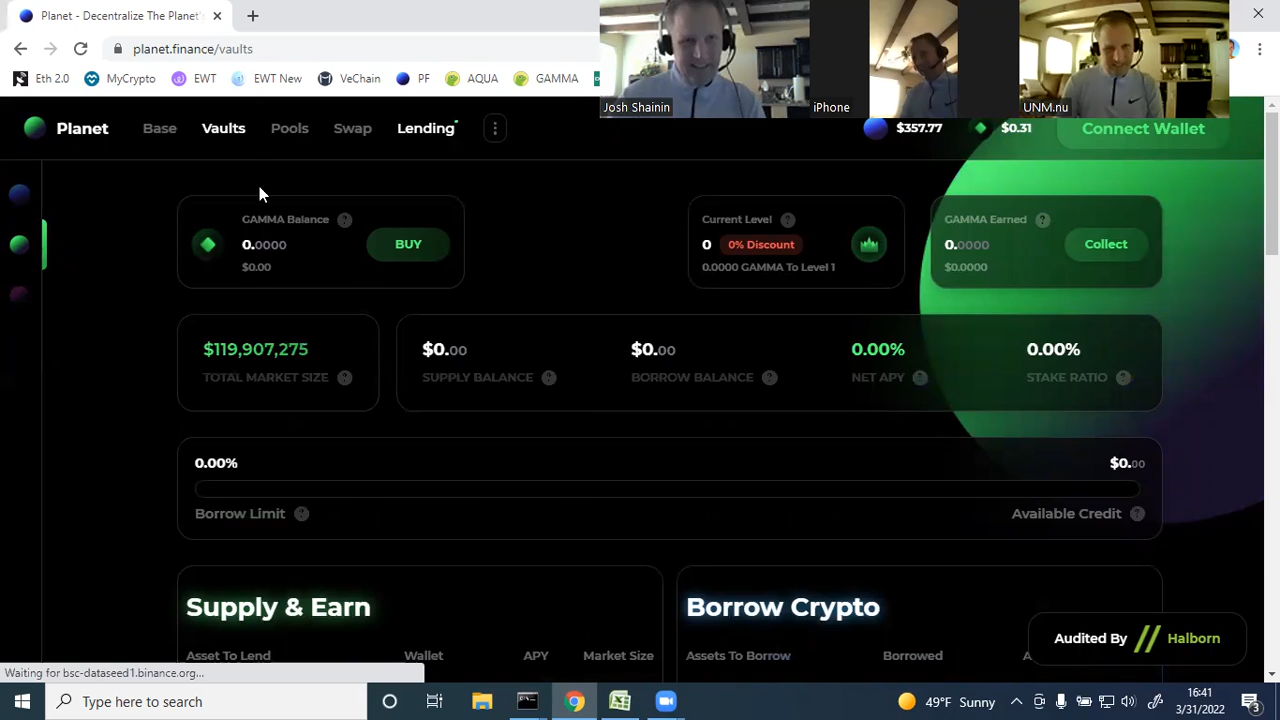 Planet - Decentralize The Planet's
planet.finance/vaults
Eth 2.0 MyCrypto EWT EWT New VeChain PF AQUA GAMMA
Josh Shainin iPhone UNM.nu
Planet Base Vaults Pools Swap Lending $357.77 $0.31 Connect Wallet
GAMMA Balance ?
0.0000 BUY
$0.00
Current Level ?
0 0% Discount
0.0000 GAMMA To Level 1
GAMMA Earned ?
0.0000 Collect
$0.0000
$119,907,275
TOTAL MARKET SIZE ?
$0.00 $0.00 0.00% 0.00%
SUPPLY BALANCE ? BORROW BALANCE ? NET APY ? STAKE RATIO ?
0.00% $0.00
Borrow Limit ? Available Credit ?
Supply & Earn
Asset To Lend Wallet APY Market Size
Borrow Crypto
Assets To Borrow Borrowed
Audited By Halborn
Waiting for bsc-dataseed1.binance.org...
Type here to search
49°F Sunny
16:41
3/31/2022
3